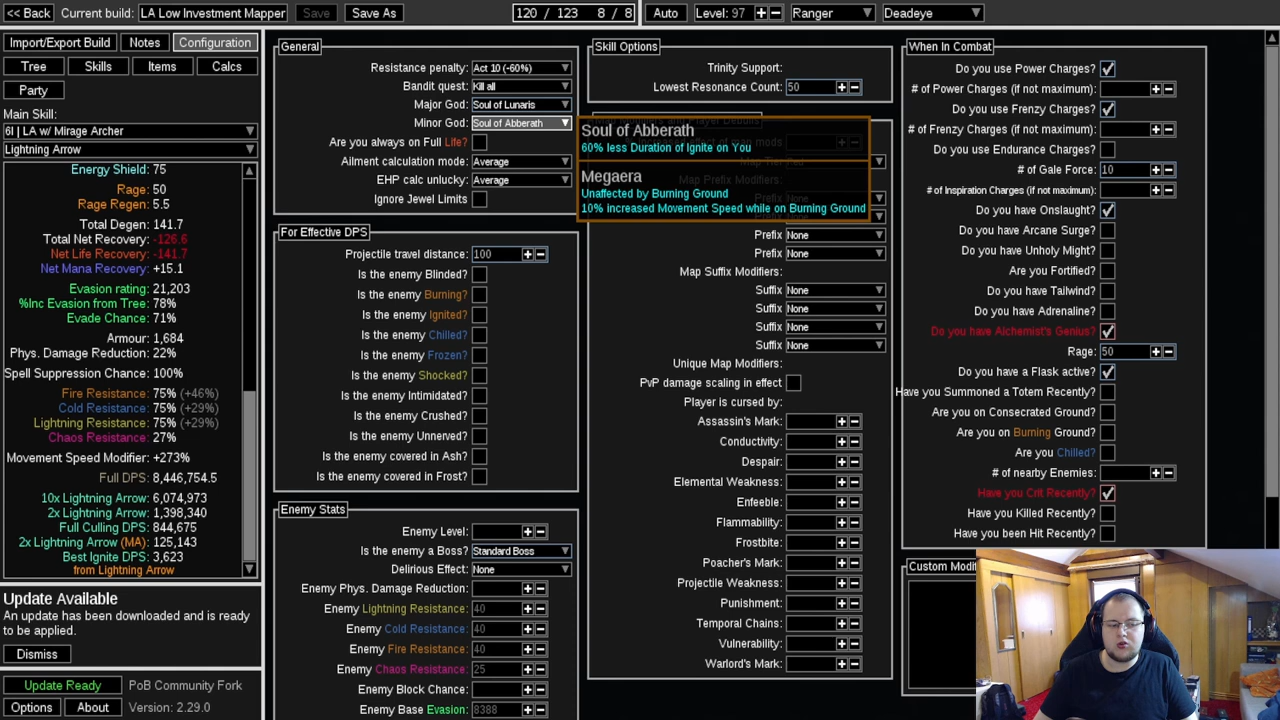 << Back
Current build:
LA Low Investment Mapper
Save
Save As
120 / 123 8 / 8
Auto
Level: 97
Ranger
Deadeye
Import/Export Build
Notes
Configuration
Tree
Skills
Items
Calcs
Party
Main Skill:
6l | LA w/ Mirage Archer
Lightning Arrow
Energy Shield: 75
Rage: 50
Rage Regen: 5.5
Total Degen: 141.7
Total Net Recovery: -126.6
Net Life Recovery: -141.7
Net Mana Recovery: +15.1
Evasion rating: 21,203
%Inc Evasion from Tree: 78%
Evade Chance: 71%
Armour: 1,684
Phys. Damage Reduction: 22%
Spell Suppression Chance: 100%
Fire Resistance: 75% (+46%)
Cold Resistance: 75% (+29%)
Lightning Resistance: 75% (+29%)
Chaos Resistance: 27%
Movement Speed Modifier: +273%
Full DPS: 8,446,754.5
10x Lightning Arrow: 6,074,973
2x Lightning Arrow: 1,398,340
Full Culling DPS: 844,675
2x Lightning Arrow (MA): 125,143
Best Ignite DPS: 3,623
from Lightning Arrow
Update Available
An update has been downloaded and is ready
to be applied.
Dismiss
Update Ready
PoB Community Fork
Options
About
Version: 2.29.0
General
Resistance penalty: Act 10 (-60%)
Bandit quest: Kill all
Major God: Soul of Lunaris
Minor God: Soul of Abberath
Are you always on Full Life?
Ailment calculation mode: Average
EHP calc unlucky: Average
Ignore Jewel Limits
For Effective DPS
Projectile travel distance: 100
Is the enemy Blinded?
Is the enemy Burning?
Is the enemy Ignited?
Is the enemy Chilled?
Is the enemy Frozen?
Is the enemy Shocked?
Is the enemy Intimidated?
Is the enemy Crushed?
Is the enemy Unnerved?
Is the enemy covered in Ash?
Is the enemy covered in Frost?
Enemy Stats
Enemy Level:
Is the enemy a Boss? Standard Boss
Delirious Effect: None
Enemy Phys. Damage Reduction:
Enemy Lightning Resistance: 40
Enemy Cold Resistance: 40
Enemy Fire Resistance: 40
Enemy Chaos Resistance: 25
Enemy Block Chance:
Enemy Base Evasion: 8388
Skill Options
Trinity Support:
Lowest Resonance Count: 50
Soul of Abberath
60% less Duration of Ignite on You
Megaera
Unaffected by Burning Ground
10% increased Movement Speed while on Burning Ground
Prefix None
Prefix None
Map Suffix Modifiers:
Suffix None
Suffix None
Suffix None
Suffix None
Unique Map Modifiers:
PvP damage scaling in effect
Player is cursed by:
Assassin's Mark:
Conductivity:
Despair:
Elemental Weakness:
Enfeeble:
Flammability:
Frostbite:
Poacher's Mark:
Projectile Weakness:
Punishment:
Temporal Chains:
Vulnerability:
Warlord's Mark:
When In Combat
Do you use Power Charges?
# of Power Charges (if not maximum):
Do you use Frenzy Charges?
# of Frenzy Charges (if not maximum):
Do you use Endurance Charges?
# of Gale Force: 10
# of Inspiration Charges (if not maximum):
Do you have Onslaught?
Do you have Arcane Surge?
Do you have Unholy Might?
Are you Fortified?
Do you have Tailwind?
Do you have Adrenaline?
Do you have Alchemist's Genius?
Rage: 50
Do you have a Flask active?
Have you Summoned a Totem Recently?
Are you on Consecrated Ground?
Are you on Burning Ground?
Are you Chilled?
# of nearby Enemies:
Have you Crit Recently?
Have you Killed Recently?
Have you been Hit Recently?
Custom Modif